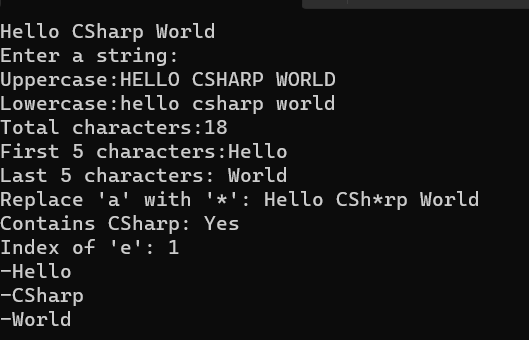 Hello CSharp World
Enter a string:
Uppercase:HELLO CSHARP WORLD
Lowercase:hello csharp world
Total characters:18
First 5 characters:Hello
Last 5 characters: World
Replace 'a' with '*': Hello CSh*rp World
Contains CSharp: Yes
Index of 'e': 1
-Hello
-CSharp
-World